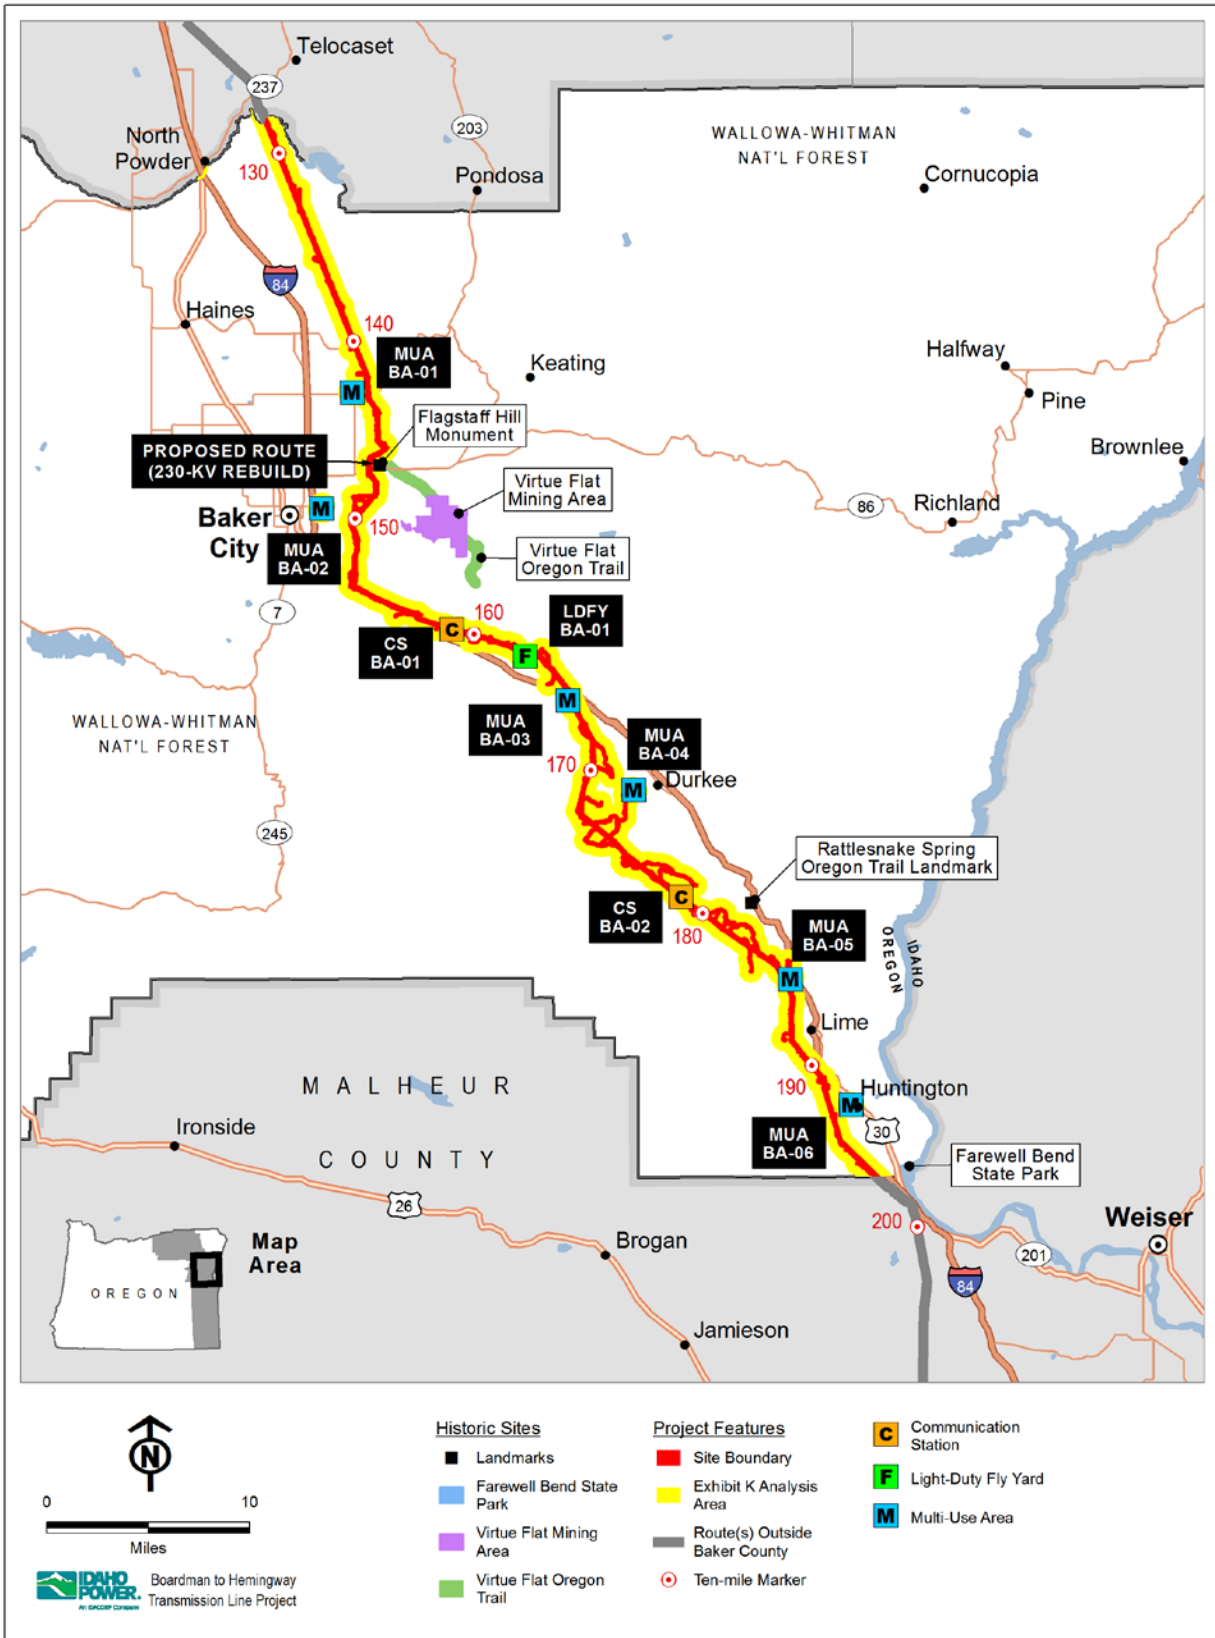 Telocaset
237
North
Powder
130
203
Pondosa
WALLOWA-WHITMAN
NAT'L FOREST
Cornucopia
84
Haines
140
MUA
BA-01
M
Keating
Halfway
Pine
Flagstaff Hill
Monument
PROPOSED ROUTE
(230-KV REBUILD)
Brownlee
Virtue Flat
Mining Area
M
Baker
City
150
86
Richland
MUA
BA-02
Virtue Flat
Oregon Trail
7
160
LDFY
BA-01
C
CS
BA-01
F
M
WALLOWA-WHITMAN
NAT'L FOREST
MUA
BA-03
MUA
BA-04
170
Durkee
M
245
Rattlesnake Spring
Oregon Trail Landmark
C
CS
BA-02
180
MUA
BA-05
IDAHO
OREGON
M
Lime
190
MALHEUR
COUNTY
Huntington
M
30
Ironside
MUA
BA-06
Farewell Bend
State Park
26
200
Weiser
201
Brogan
84
Map
Area
OREGON
Jamieson
N
0 10
Miles
IDAHO
POWER.
An IDACORP Company
Boardman to Hemingway
Transmission Line Project
Historic Sites
Landmarks
Farewell Bend State
Park
Virtue Flat Mining
Area
Virtue Flat Oregon
Trail
Project Features
Site Boundary
Exhibit K Analysis
Area
Route(s) Outside
Baker County
Ten-mile Marker
C
Communication
Station
F
Light-Duty Fly Yard
M
Multi-Use Area